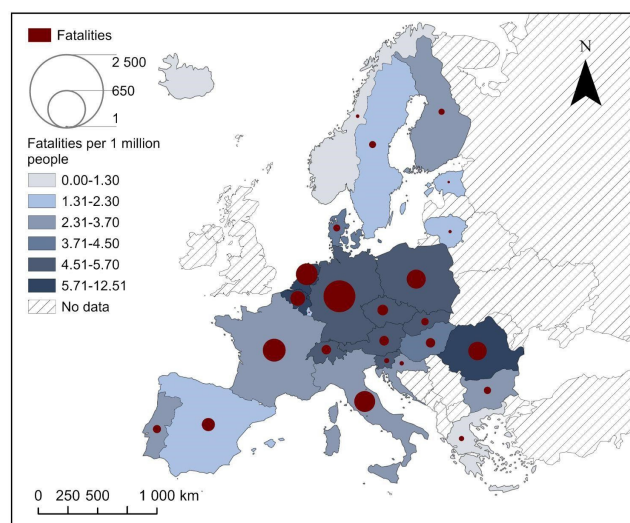 Fatalities
2 500
650
1
Fatalities per 1 million
people
0.00-1.30
1.31-2.30
2.31-3.70
3.71-4.50
4.51-5.70
5.71-12.51
No data
N
0 250 500 1 000 km